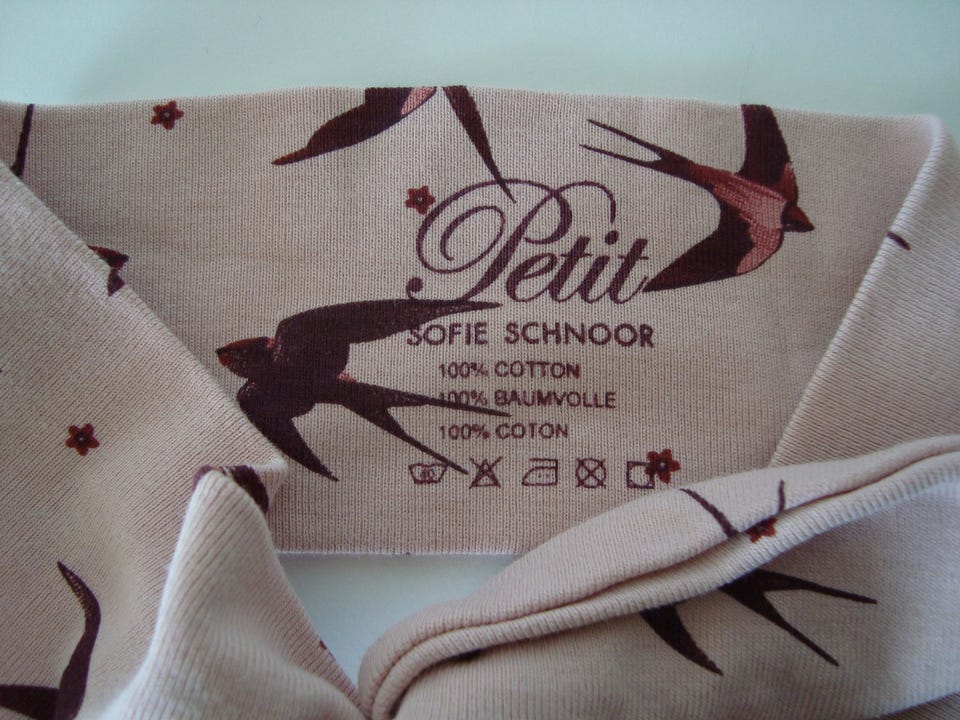 Petit
SOFIE SCHNOOR
100% COTTON
100% BAUMVOLLE
100% COTON